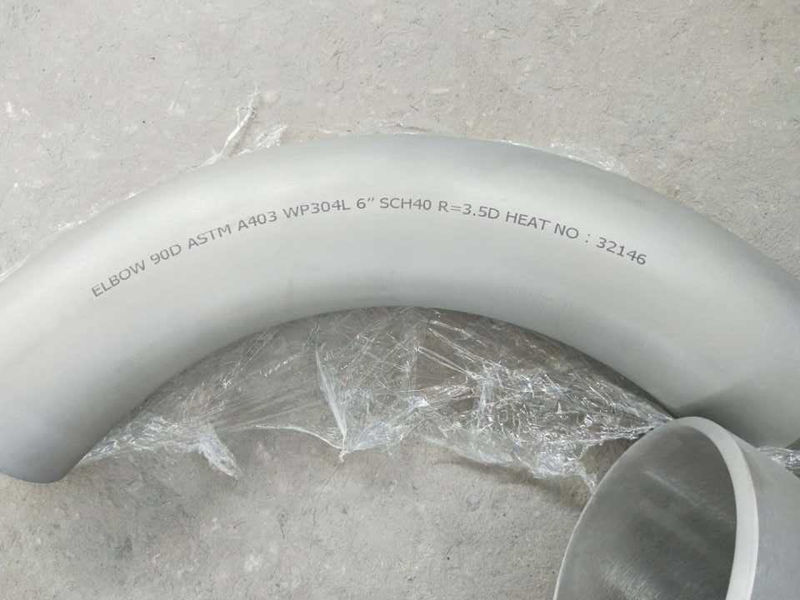 ELBOW 90D ASTM A403 WP304L 6" SCH40 R=3.5D HEAT NO : 32146